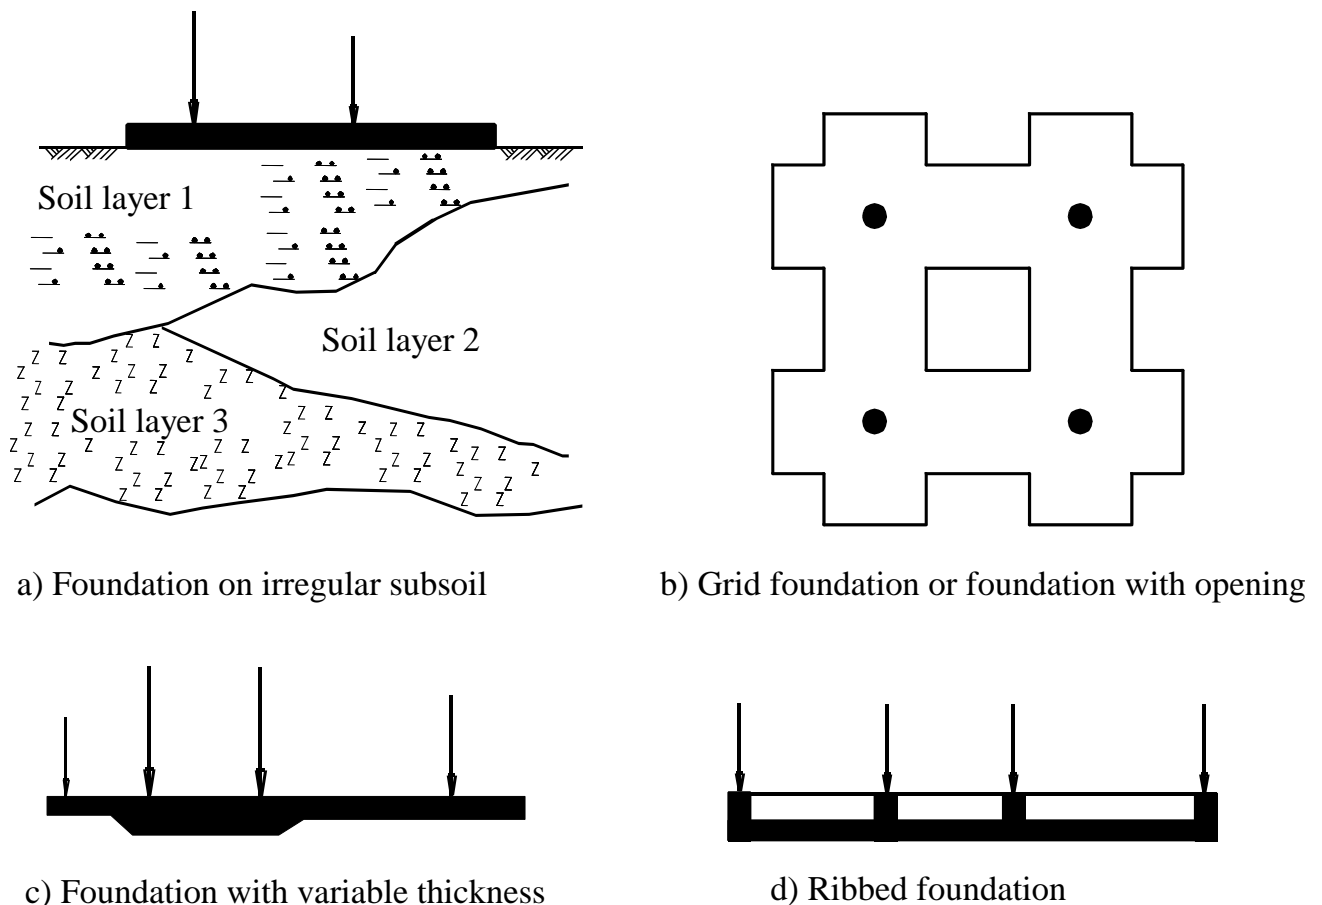 Soil layer 1
Soil layer 2
Soil layer 3
a) Foundation on irregular subsoil
b) Grid foundation or foundation with opening
c) Foundation with variable thickness
d) Ribbed foundation